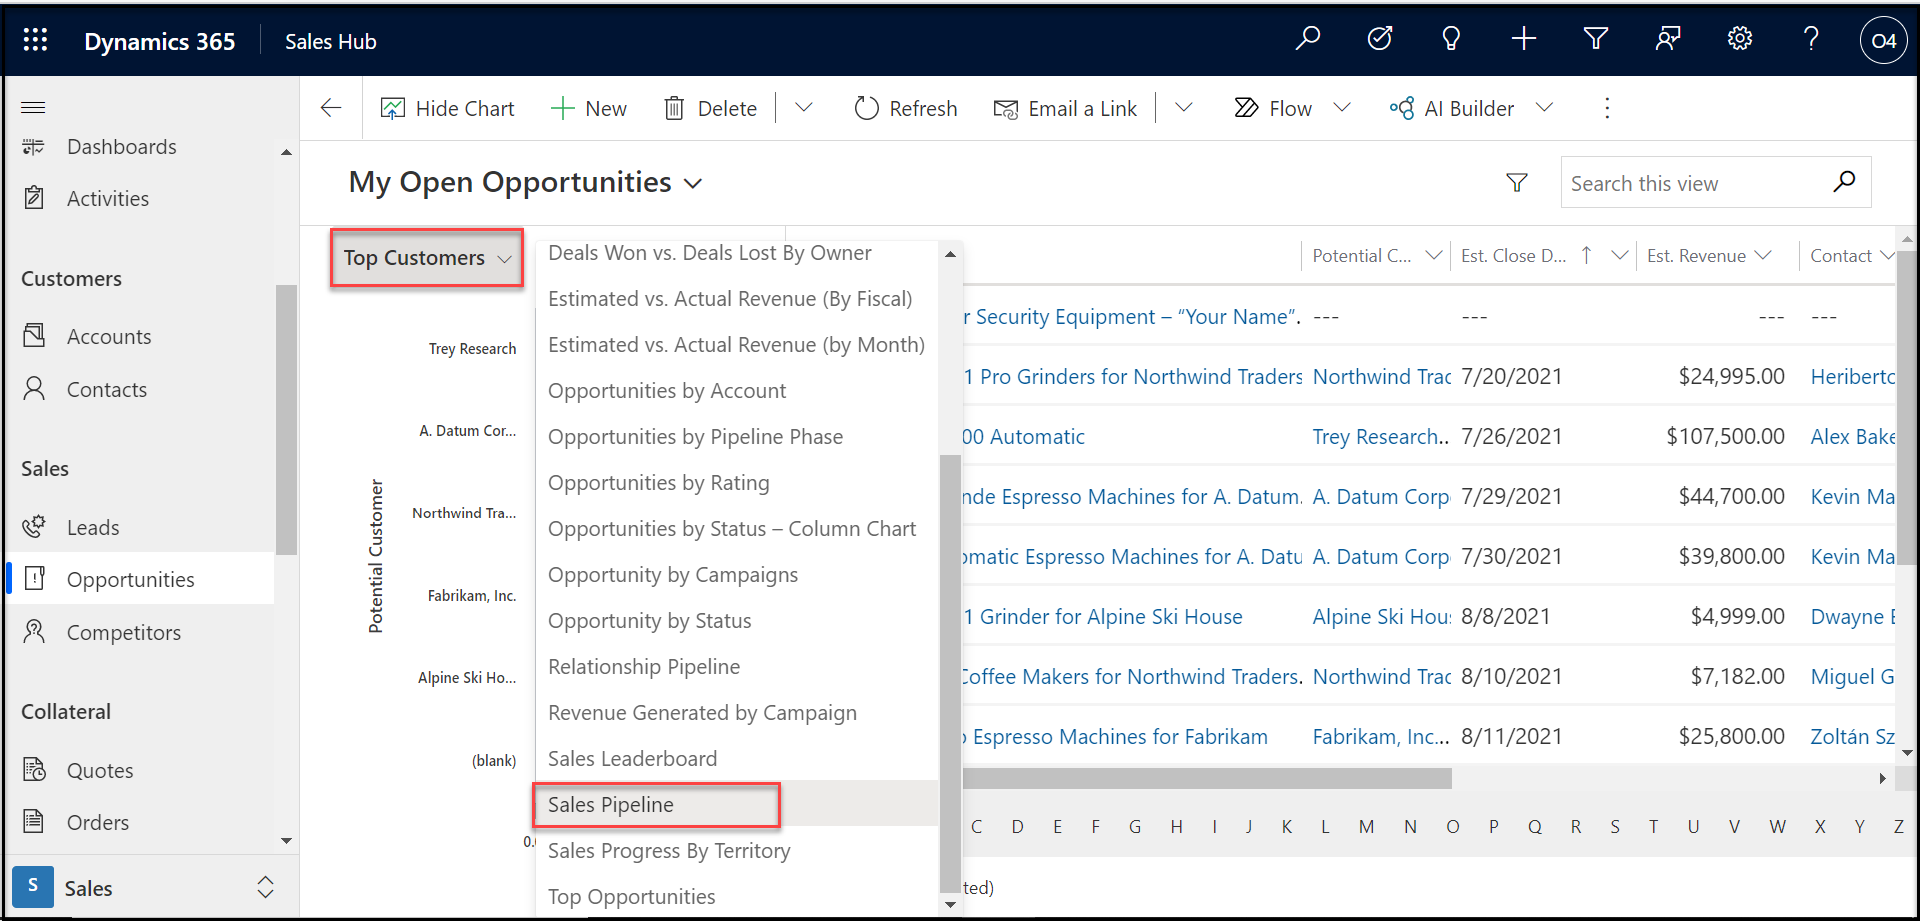 Dynamics 365 Sales Hub O4
Hide Chart New Delete Refresh Email a Link Flow AI Builder
Dashboards
Activities
Customers
Accounts
Contacts
Sales
Leads
Opportunities
Competitors
Collateral
Quotes
Orders
S Sales
My Open Opportunities
Search this view
Top Customers
Potential Customer
Trey Research
A. Datum Cor...
Northwind Tra...
Fabrikam, Inc.
Alpine Ski Ho...
(blank)
0.
Deals Won vs. Deals Lost By Owner
Estimated vs. Actual Revenue (By Fiscal)
Estimated vs. Actual Revenue (by Month)
Opportunities by Account
Opportunities by Pipeline Phase
Opportunities by Rating
Opportunities by Status – Column Chart
Opportunity by Campaigns
Opportunity by Status
Relationship Pipeline
Revenue Generated by Campaign
Sales Leaderboard
Sales Pipeline
Sales Progress By Territory
Top Opportunities
Potential C... Est. Close D... Est. Revenue Contact
r Security Equipment – “Your Name”. --- --- --- ---
1 Pro Grinders for Northwind Traders Northwind Trac 7/20/2021 $24,995.00 Heriberto
00 Automatic Trey Research.. 7/26/2021 $107,500.00 Alex Bake
nde Espresso Machines for A. Datum. A. Datum Corp 7/29/2021 $44,700.00 Kevin Ma
omatic Espresso Machines for A. Datu A. Datum Corp 7/30/2021 $39,800.00 Kevin Ma
1 Grinder for Alpine Ski House Alpine Ski Hou 8/8/2021 $4,999.00 Dwayne E
Coffee Makers for Northwind Traders. Northwind Trac 8/10/2021 $7,182.00 Miguel G
o Espresso Machines for Fabrikam Fabrikam, Inc... 8/11/2021 $25,800.00 Zoltán Sz
C D E F G H I J K L M N O P Q R S T U V W X Y Z
ted)